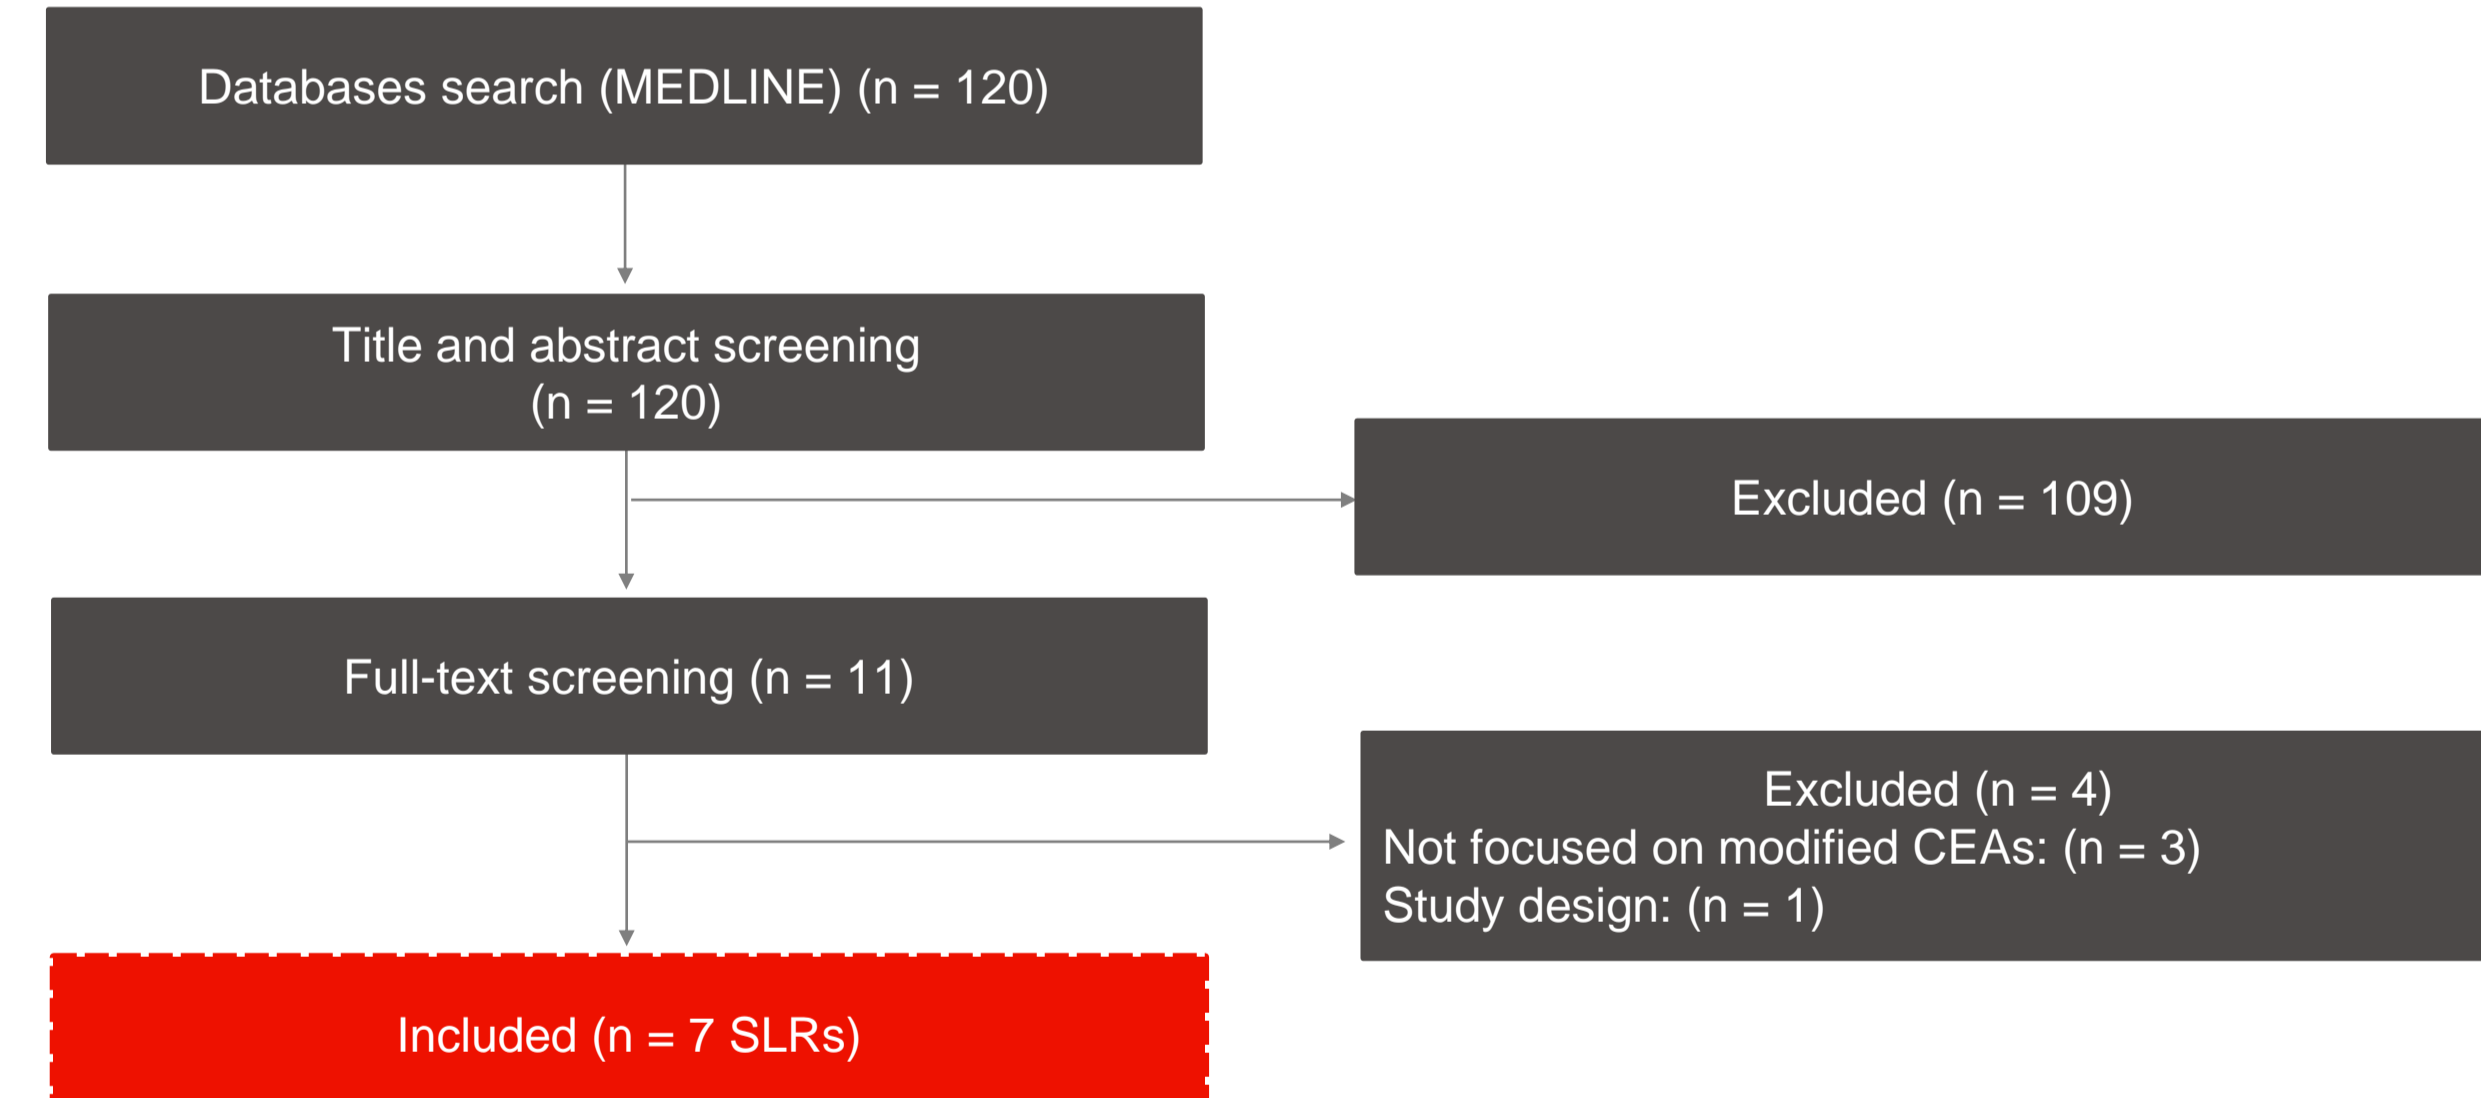 Databases search (MEDLINE) (n = 120)
Title and abstract screening
(n = 120)
Excluded (n = 109)
Full-text screening (n = 11)
Excluded (n = 4)
Not focused on modified CEAs: (n = 3)
Study design: (n = 1)
Included (n = 7 SLRs)